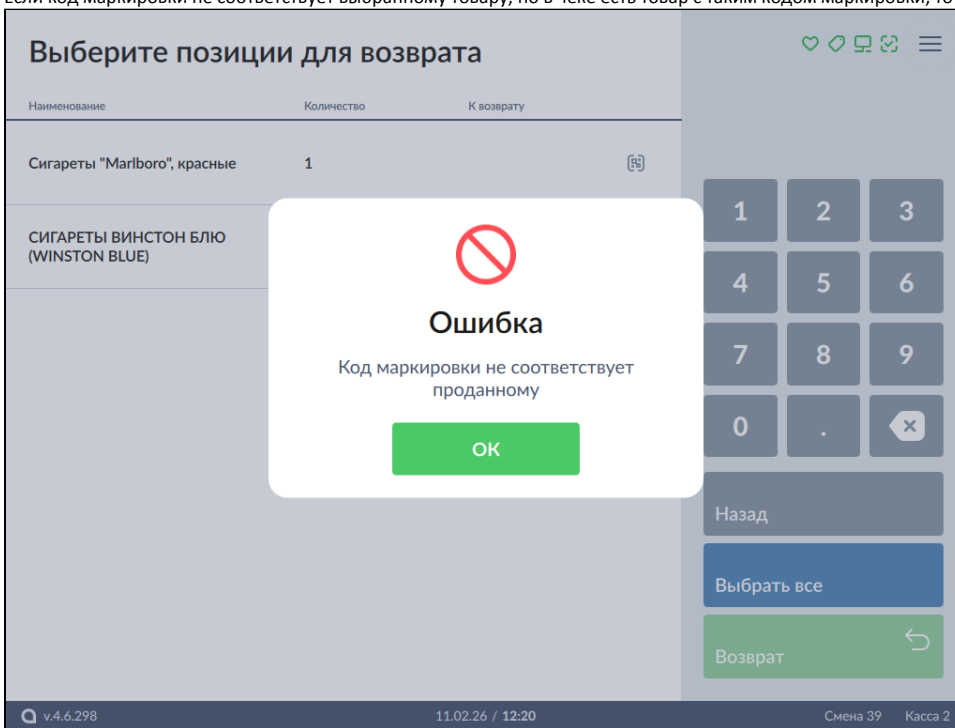 Если код маркировки не соответствует выбранному товару, но в чеке есть товар с таким кодом маркировки, то
Выберите позиции для возврата
Наименование Количество К возврату
Сигареты "Marlboro", красные 1
СИГАРЕТЫ ВИНСТОН БЛЮ
(WINSTON BLUE)
Ошибка
Код маркировки не соответствует
проданному
ОК
1 2 3
4 5 6
7 8 9
0 .
Назад
Выбрать все
Возврат
v.4.6.298 11.02.26 / 12:20 Смена 39 Касса 2